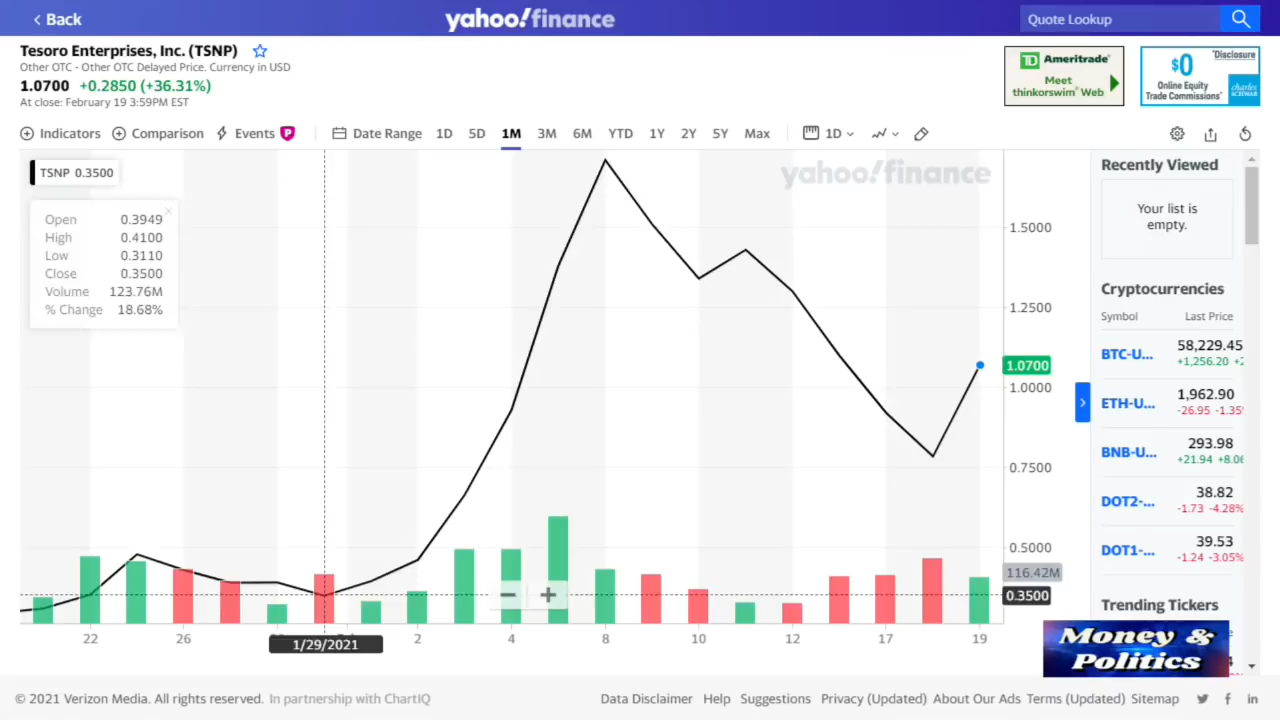 Back
yahoo!finance
Quote Lookup
Tesoro Enterprises, Inc. (TSNP)
Other OTC - Other OTC Delayed Price. Currency in USD
1.0700 +0.2850 (+36.31%)
At close: February 19 3:59PM EST
TD Ameritrade
Meet
thinkorswim® Web
$0
*Disclosure
Online Equity
Trade Commissions*
charles
SCHWAB
Indicators Comparison Events P Date Range 1D 5D 1M 3M 6M YTD 1Y 2Y 5Y Max 1D
TSNP 0.3500
Open 0.3949
High 0.4100
Low 0.3110
Close 0.3500
Volume 123.76M
% Change 18.68%
yahoo!finance
1.5000
1.2500
1.0700
1.0000
0.7500
0.5000
116.42M
0.3500
22 26 2 4 8 10 12 17 19
1/29/2021
Recently Viewed
Your list is
empty.
Cryptocurrencies
Symbol Last Price
BTC-U... 58,229.45
+1,256.20
ETH-U... 1,962.90
-26.95 -1.35
BNB-U... 293.98
+21.94 +8.06
DOT2-... 38.82
-1.73 -4.28%
DOT1-... 39.53
-1.24 -3.05%
Trending Tickers
Money &
Politics
© 2021 Verizon Media. All rights reserved. In partnership with ChartIQ
Data Disclaimer Help Suggestions Privacy (Updated) About Our Ads Terms (Updated) Sitemap